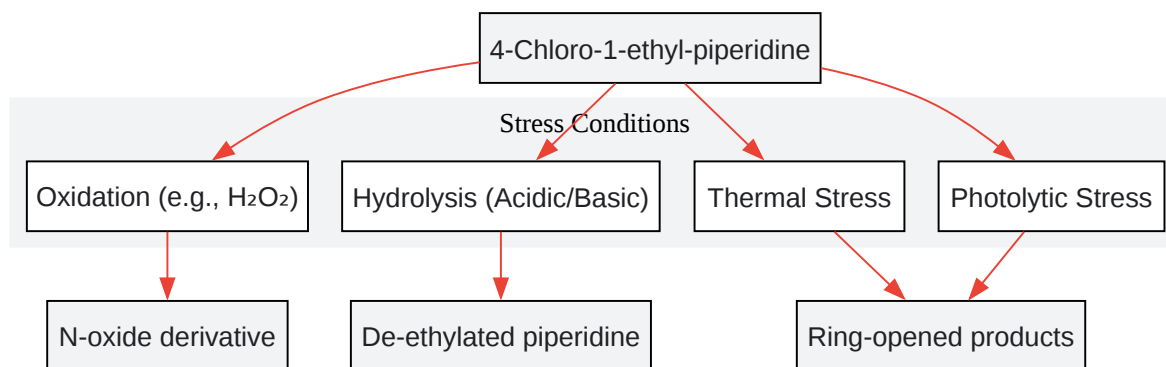 4-Chloro-1-ethyl-piperidine
Stress Conditions
Oxidation (e.g., H₂O₂)
Hydrolysis (Acidic/Basic)
Thermal Stress
Photolytic Stress
N-oxide derivative
De-ethylated piperidine
Ring-opened products